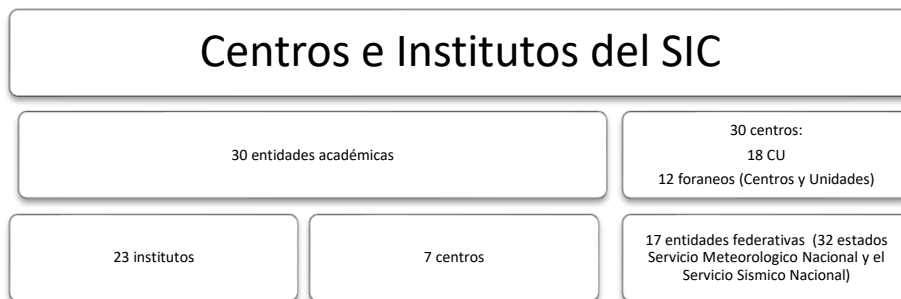 Centros e Institutos del SIC
30 entidades académicas
30 centros:
18 CU
12 foraneos (Centros y Unidades)
23 institutos
7 centros
17 entidades federativas (32 estados
Servicio Meteorologico Nacional y el
Servicio Sismico Nacional)